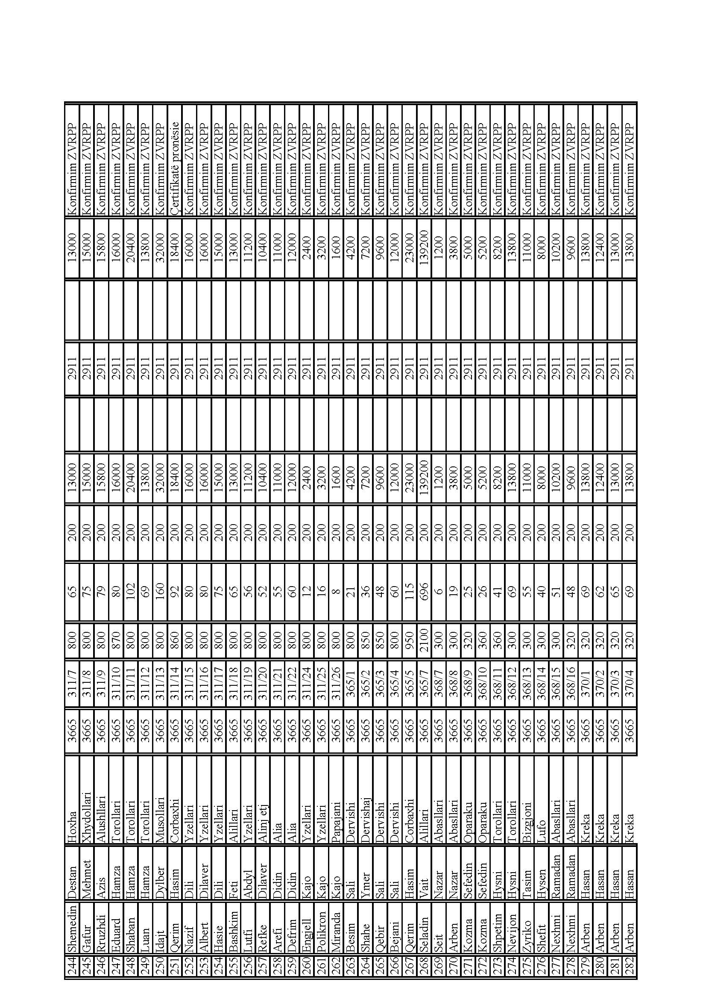 244 Shemedin Destan Hoxha 3665 311/7 800 65 200 13000 2911 13000 Konfirmim ZVRPP
245 Gafur Mehmet Xhydollari 3665 311/8 800 75 200 15000 2911 15000 Konfirmim ZVRPP
246 Rruzhdi Azis Alushllari 3665 311/9 800 79 200 15800 2911 15800 Konfirmim ZVRPP
247 Eduard Hamza Torollari 3665 311/10 870 80 200 16000 2911 16000 Konfirmim ZVRPP
248 Shaban Hamza Torollari 3665 311/11 800 102 200 20400 2911 20400 Konfirmim ZVRPP
249 Luan Hamza Torollari 3665 311/12 800 69 200 13800 2911 13800 Konfirmim ZVRPP
250 Idajt Dylber Musollari 3665 311/13 800 160 200 32000 2911 32000 Konfirmim ZVRPP
251 Qerim Hasim Corbaxhi 3665 311/14 860 92 200 18400 2911 18400 Çertifikatë pronësie
252 Nazif Dili Yzellari 3665 311/15 800 80 200 16000 2911 16000 Konfirmim ZVRPP
253 Albert Dilaver Yzellari 3665 311/16 800 80 200 16000 2911 16000 Konfirmim ZVRPP
254 Hasie Dili Yzellari 3665 311/17 800 75 200 15000 2911 15000 Konfirmim ZVRPP
255 Bashkim Feti Alillari 3665 311/18 800 65 200 13000 2911 13000 Konfirmim ZVRPP
256 Lutfi Abdyl Yzellari 3665 311/19 800 56 200 11200 2911 11200 Konfirmim ZVRPP
257 Refke Dilaver Alinj etj 3665 311/20 800 52 200 10400 2911 10400 Konfirmim ZVRPP
258 Arefi Didin Alia 3665 311/21 800 55 200 11000 2911 11000 Konfirmim ZVRPP
259 Defrim Didin Alia 3665 311/22 800 60 200 12000 2911 12000 Konfirmim ZVRPP
260 Engjell Kajo Yzellari 3665 311/24 800 12 200 2400 2911 2400 Konfirmim ZVRPP
261 Polikron Kajo Yzellari 3665 311/25 800 16 200 3200 2911 3200 Konfirmim ZVRPP
262 Miranda Kajo Papajani 3665 311/26 800 8 200 1600 2911 1600 Konfirmim ZVRPP
263 Besim Sali Dervishi 3665 365/1 800 21 200 4200 2911 4200 Konfirmim ZVRPP
264 Shahe Ymer Dervishaj 3665 365/2 850 36 200 7200 2911 7200 Konfirmim ZVRPP
265 Qebir Sali Dervishi 3665 365/3 850 48 200 9600 2911 9600 Konfirmim ZVRPP
266 Bejani Sali Dervishi 3665 365/4 800 60 200 12000 2911 12000 Konfirmim ZVRPP
267 Qerim Hasim Corbaxhi 3665 365/5 950 115 200 23000 2911 23000 Konfirmim ZVRPP
268 Seladin Vait Alillari 3665 365/7 2100 696 200 139200 2911 139200 Konfirmim ZVRPP
269 Seit Nazar Abasllari 3665 368/7 300 6 200 1200 2911 1200 Konfirmim ZVRPP
270 Arben Nazar Abasllari 3665 368/8 300 19 200 3800 2911 3800 Konfirmim ZVRPP
271 Kozma Sefedin Oparaku 3665 368/9 320 25 200 5000 2911 5000 Konfirmim ZVRPP
272 Kozma Sefedin Oparaku 3665 368/10 360 26 200 5200 2911 5200 Konfirmim ZVRPP
273 Shpetim Hysni Torollari 3665 368/11 360 41 200 8200 2911 8200 Konfirmim ZVRPP
274 Nevijon Hysni Torollari 3665 368/12 300 69 200 13800 2911 13800 Konfirmim ZVRPP
275 Zyriko Tasim Bizgjoni 3665 368/13 300 55 200 11000 2911 11000 Konfirmim ZVRPP
276 Shefit Hysen Lufo 3665 368/14 300 40 200 8000 2911 8000 Konfirmim ZVRPP
277 Nexhmi Ramadan Abasllari 3665 368/15 300 51 200 10200 2911 10200 Konfirmim ZVRPP
278 Nexhmi Ramadan Abasllari 3665 368/16 320 48 200 9600 2911 9600 Konfirmim ZVRPP
279 Arben Hasan Kreka 3665 370/1 320 69 200 13800 2911 13800 Konfirmim ZVRPP
280 Arben Hasan Kreka 3665 370/2 320 62 200 12400 2911 12400 Konfirmim ZVRPP
281 Arben Hasan Kreka 3665 370/3 320 65 200 13000 2911 13000 Konfirmim ZVRPP
282 Arben Hasan Kreka 3665 370/4 320 69 200 13800 2911 13800 Konfirmim ZVRPP